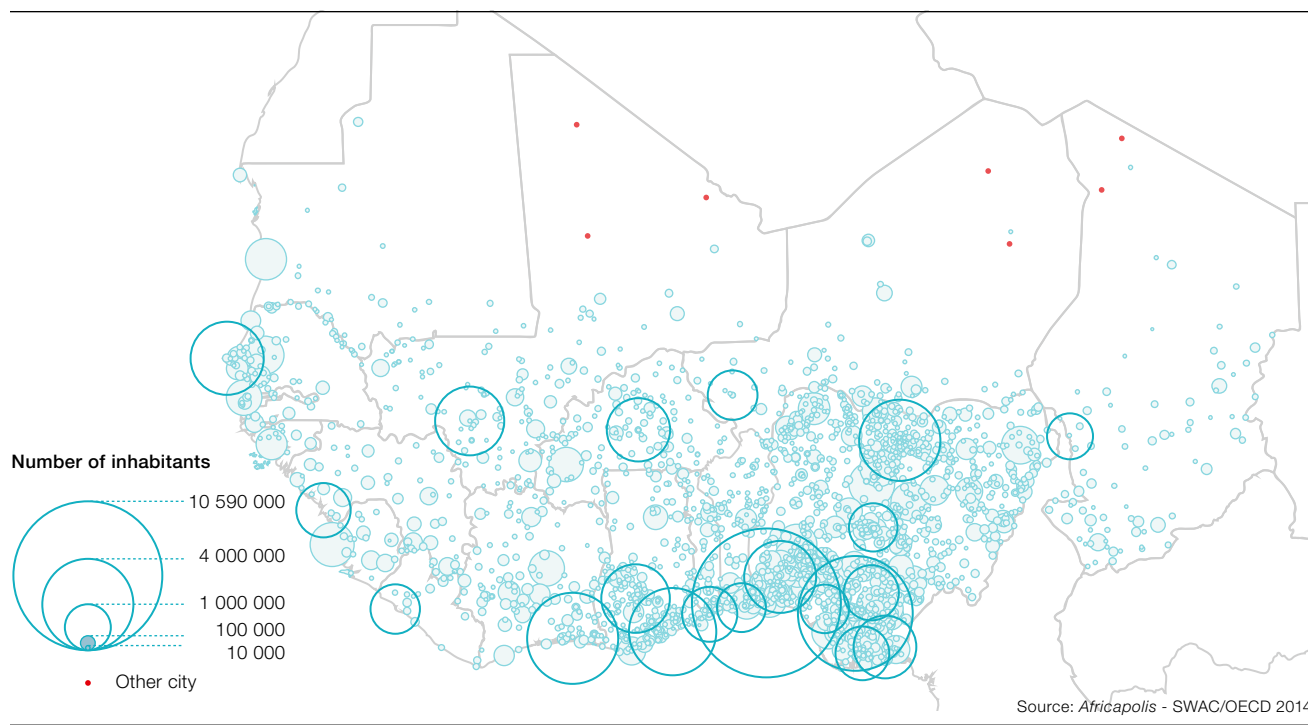 Number of inhabitants
10 590 000
4 000 000
1 000 000
100 000
10 000
Other city
Source: Africapolis - SWAC/OECD 2014